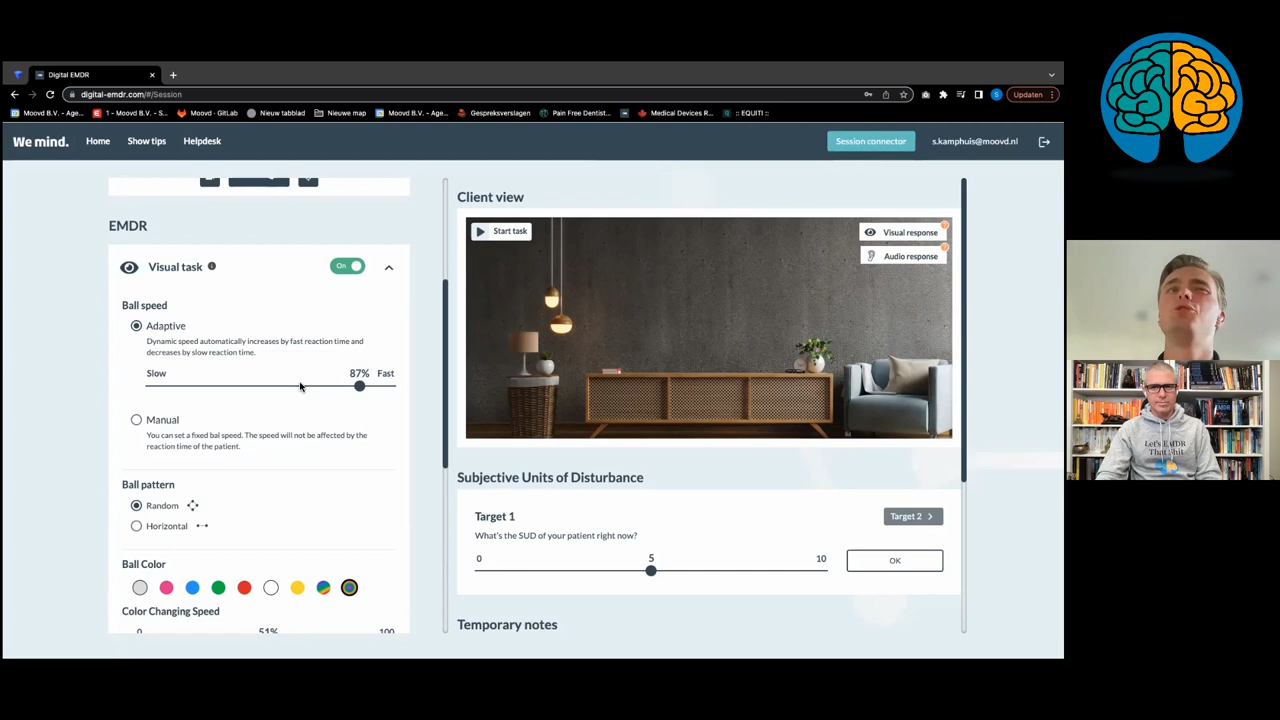 Digital EMDR
digital-emdr.com/#/Session
Updaten
Moovd B.V. - Age...
1 - Moovd B.V. - S...
Moovd · GitLab
Nieuw tabblad
Nieuwe map
Moovd B.V. - Age...
Gespreksverslagen
Pain Free Dentist...
Medical Devices R...
:: EQUITI ::
We mind.
Home
Show tips
Helpdesk
Session connector
s.kamphuis@moovd.nl
EMDR
Visual task
On
Ball speed
Adaptive
Dynamic speed automatically increases by fast reaction time and
decreases by slow reaction time.
Slow
87%
Fast
Manual
You can set a fixed bal speed. The speed will not be affected by the
reaction time of the patient.
Ball pattern
Random
Horizontal
Ball Color
Color Changing Speed
0
51%
100
Client view
Start task
Visual response
Audio response
Subjective Units of Disturbance
Target 1
Target 2
What's the SUD of your patient right now?
0
5
10
OK
Temporary notes
Let's EMDR
That Shit
EMDR